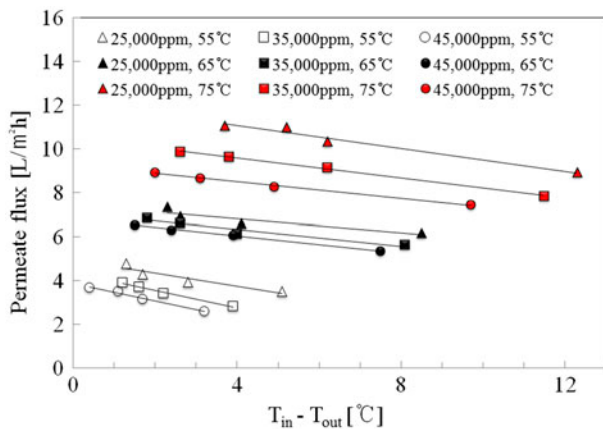 16
14
12
10
8
6
4
2
0
Permeate flux [L/m²h]
25,000ppm, 55℃ 35,000ppm, 55℃ 45,000ppm, 55℃
25,000ppm, 65℃ 35,000ppm, 65℃ 45,000ppm, 65℃
25,000ppm, 75℃ 35,000ppm, 75℃ 45,000ppm, 75℃
0 4 8 12
Tin - Tout [℃]